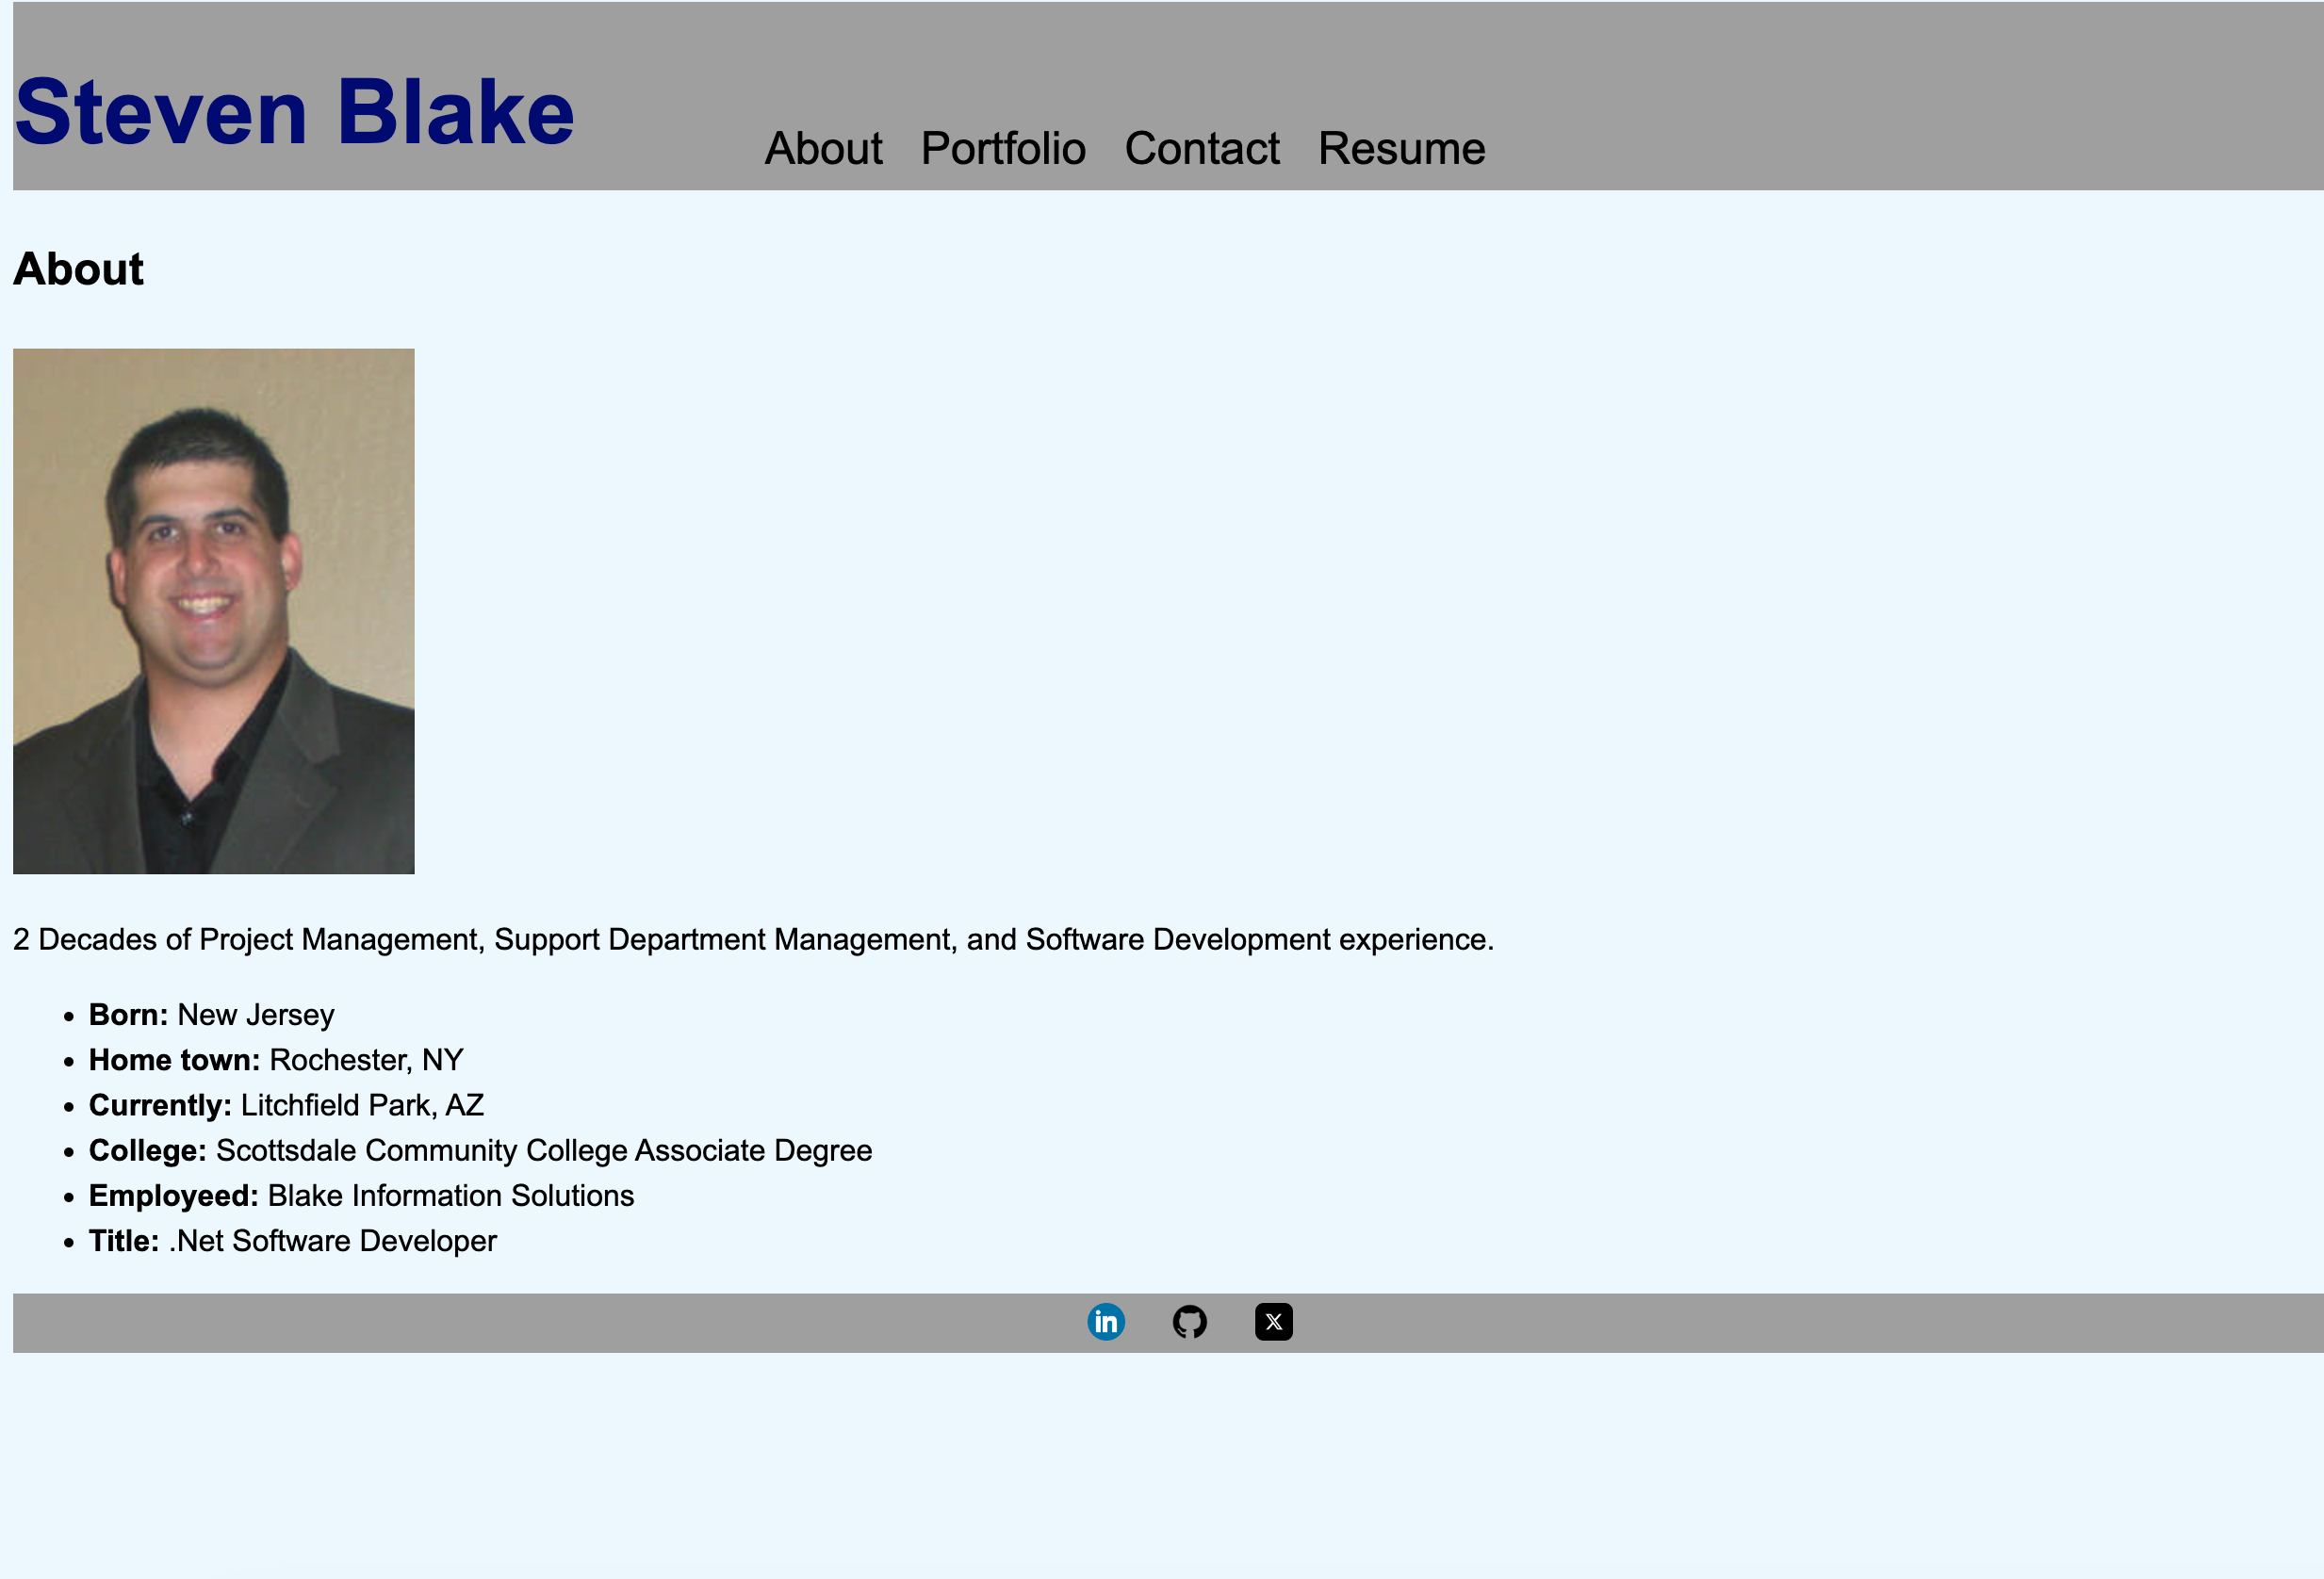 Steven Blake
About Portfolio Contact Resume
About
2 Decades of Project Management, Support Department Management, and Software Development experience.
Born: New Jersey
Home town: Rochester, NY
Currently: Litchfield Park, AZ
College: Scottsdale Community College Associate Degree
Employeed: Blake Information Solutions
Title: .Net Software Developer
in
X